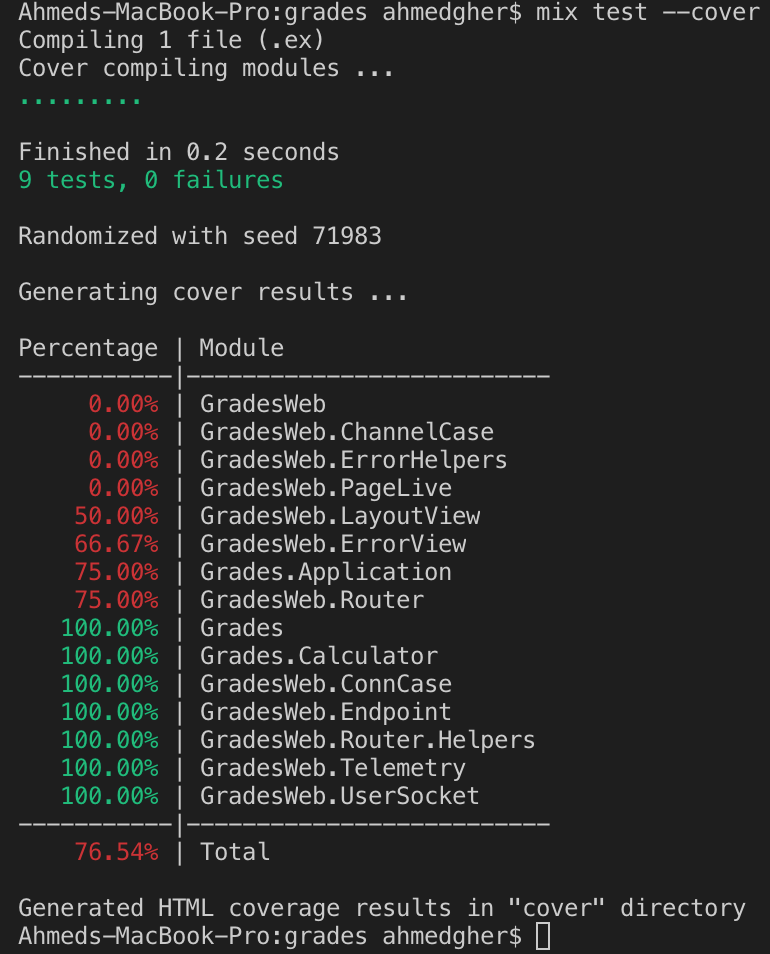 Ahmeds-MacBook-Pro:grades ahmedgher$ mix test --cover
Compiling 1 file (.ex)
Cover compiling modules ...
.........
Finished in 0.2 seconds
9 tests, 0 failures
Randomized with seed 71983
Generating cover results ...
Percentage | Module
-----------|--------------------------
0.00% | GradesWeb
0.00% | GradesWeb.ChannelCase
0.00% | GradesWeb.ErrorHelpers
0.00% | GradesWeb.PageLive
50.00% | GradesWeb.LayoutView
66.67% | GradesWeb.ErrorView
75.00% | Grades.Application
75.00% | GradesWeb.Router
100.00% | Grades
100.00% | Grades.Calculator
100.00% | GradesWeb.ConnCase
100.00% | GradesWeb.Endpoint
100.00% | GradesWeb.Router.Helpers
100.00% | GradesWeb.Telemetry
100.00% | GradesWeb.UserSocket
-----------|--------------------------
76.54% | Total
Generated HTML coverage results in "cover" directory
Ahmeds-MacBook-Pro:grades ahmedgher$